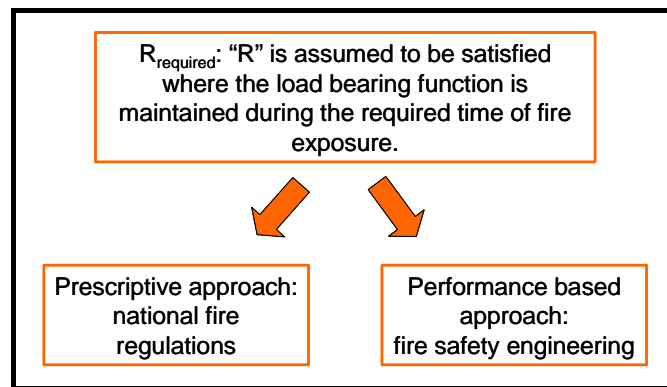 R_required: “R” is assumed to be satisfied
where the load bearing function is
maintained during the required time of fire
exposure.
Prescriptive approach:
national fire
regulations
Performance based
approach:
fire safety engineering